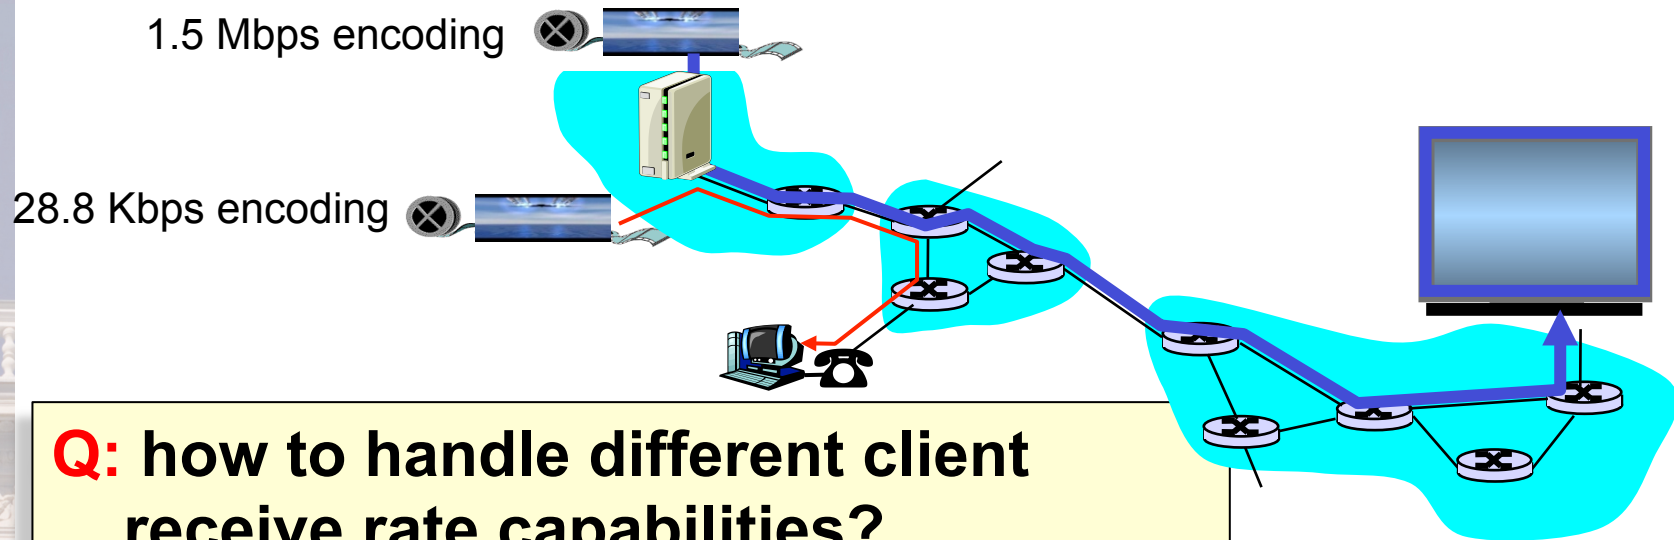 1.5 Mbps encoding
28.8 Kbps encoding
Q: how to handle different client
receive rate capabilities?